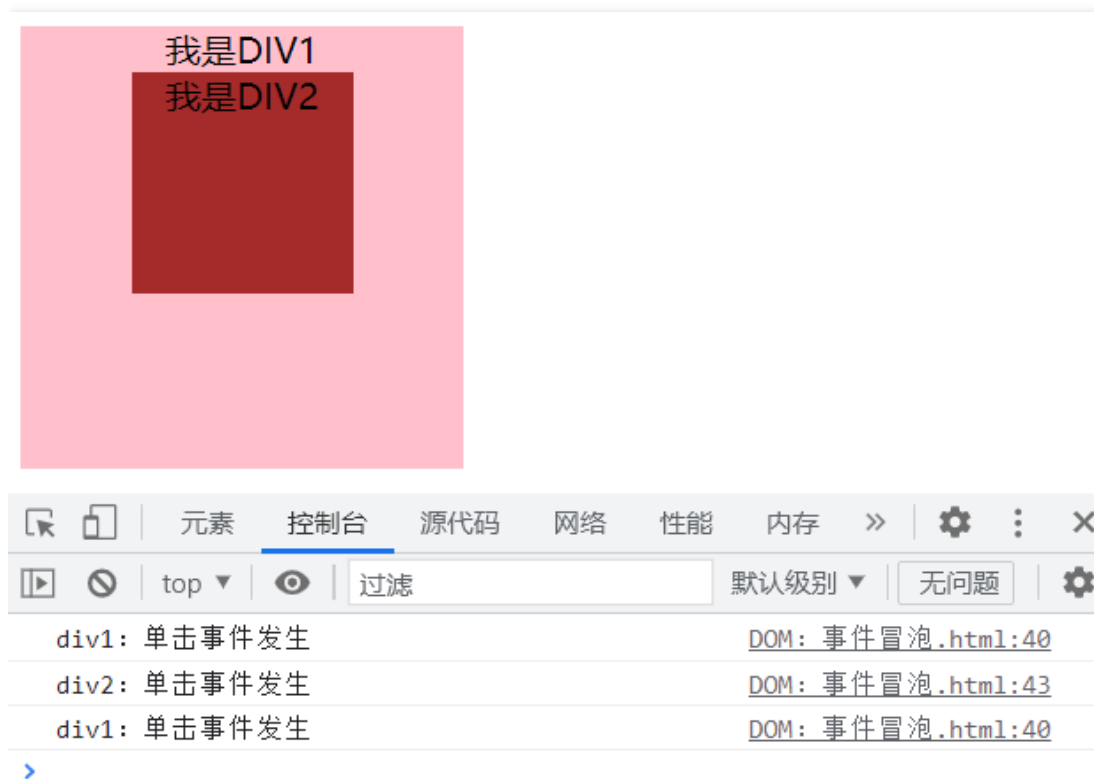 我是DIV1
我是DIV2
元素 控制台 源代码 网络 性能 内存 »
top ▼ 过滤 默认级别 ▼ 无问题
div1: 单击事件发生 DOM: 事件冒泡.html:40
div2: 单击事件发生 DOM: 事件冒泡.html:43
div1: 单击事件发生 DOM: 事件冒泡.html:40